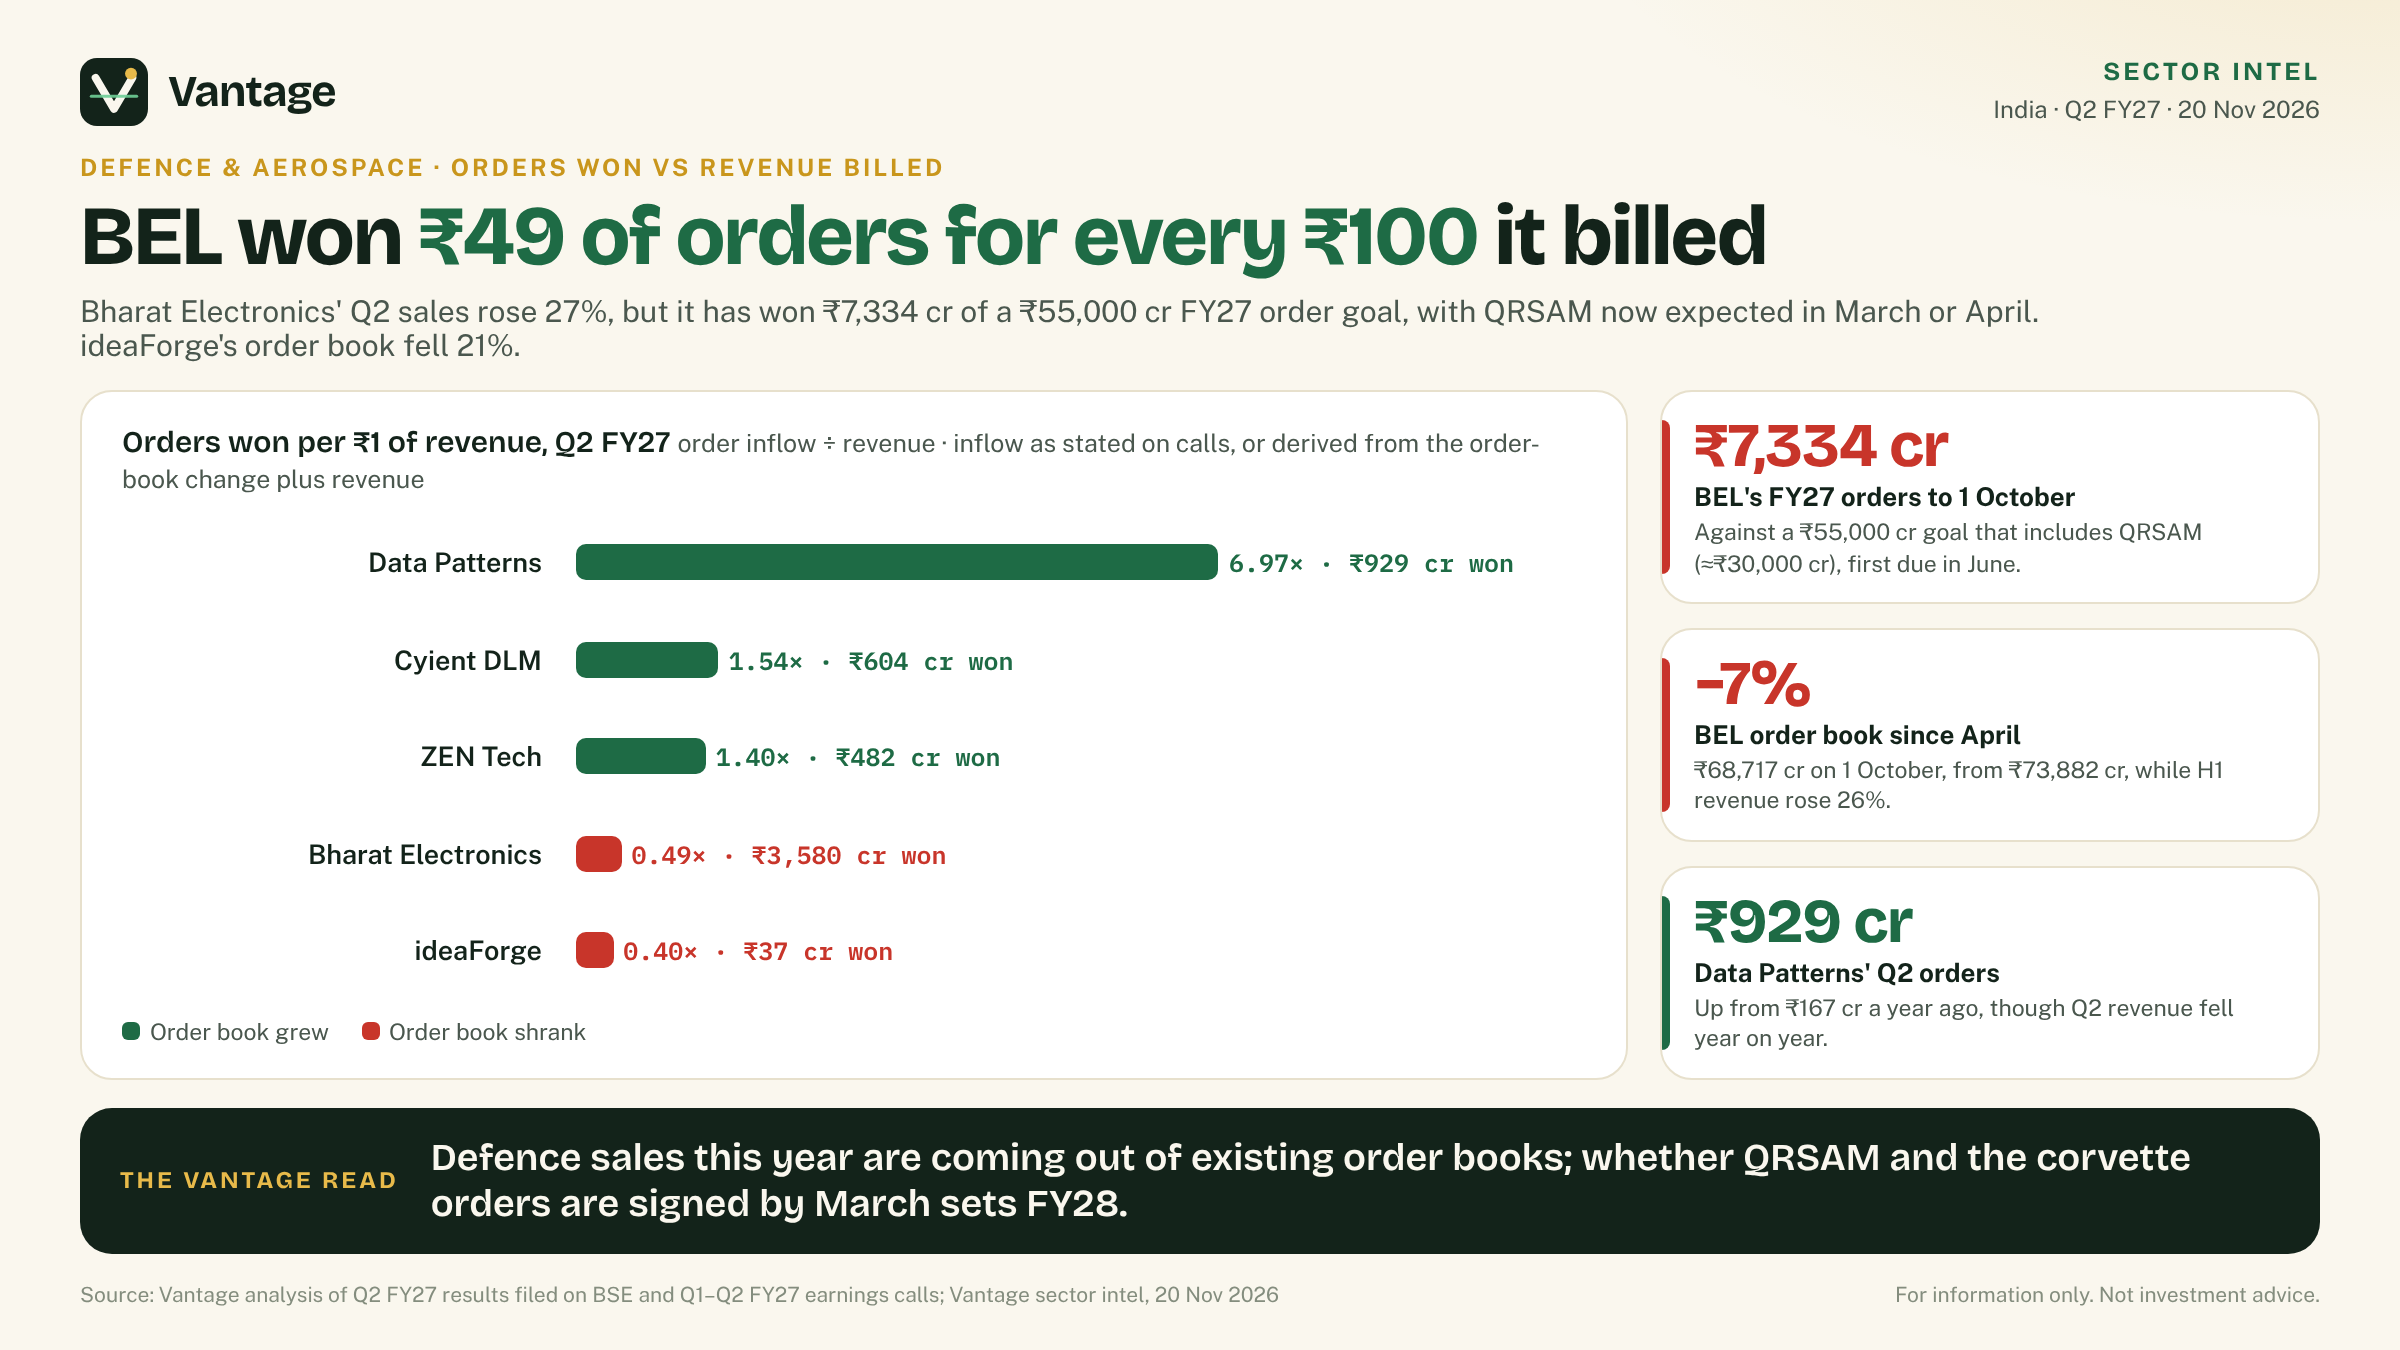 Vantage
SECTOR INTEL
India · Q2 FY27 · 20 Nov 2026
DEFENCE & AEROSPACE · ORDERS WON VS REVENUE BILLED
BEL won ₹49 of orders for every ₹100 it billed
Bharat Electronics' Q2 sales rose 27%, but it has won ₹7,334 cr of a ₹55,000 cr FY27 order goal, with QRSAM now expected in March or April.
ideaForge's order book fell 21%.
Orders won per ₹1 of revenue, Q2 FY27 order inflow ÷ revenue · inflow as stated on calls, or derived from the order-
book change plus revenue
Data Patterns 6.97× · ₹929 cr won
Cyient DLM 1.54× · ₹604 cr won
ZEN Tech 1.40× · ₹482 cr won
Bharat Electronics 0.49× · ₹3,580 cr won
ideaForge 0.40× · ₹37 cr won
Order book grew Order book shrank
₹7,334 cr
BEL's FY27 orders to 1 October
Against a ₹55,000 cr goal that includes QRSAM
(≈₹30,000 cr), first due in June.
−7%
BEL order book since April
₹68,717 cr on 1 October, from ₹73,882 cr, while H1
revenue rose 26%.
₹929 cr
Data Patterns' Q2 orders
Up from ₹167 cr a year ago, though Q2 revenue fell
year on year.
THE VANTAGE READ
Defence sales this year are coming out of existing order books; whether QRSAM and the corvette
orders are signed by March sets FY28.
Source: Vantage analysis of Q2 FY27 results filed on BSE and Q1–Q2 FY27 earnings calls; Vantage sector intel, 20 Nov 2026
For information only. Not investment advice.